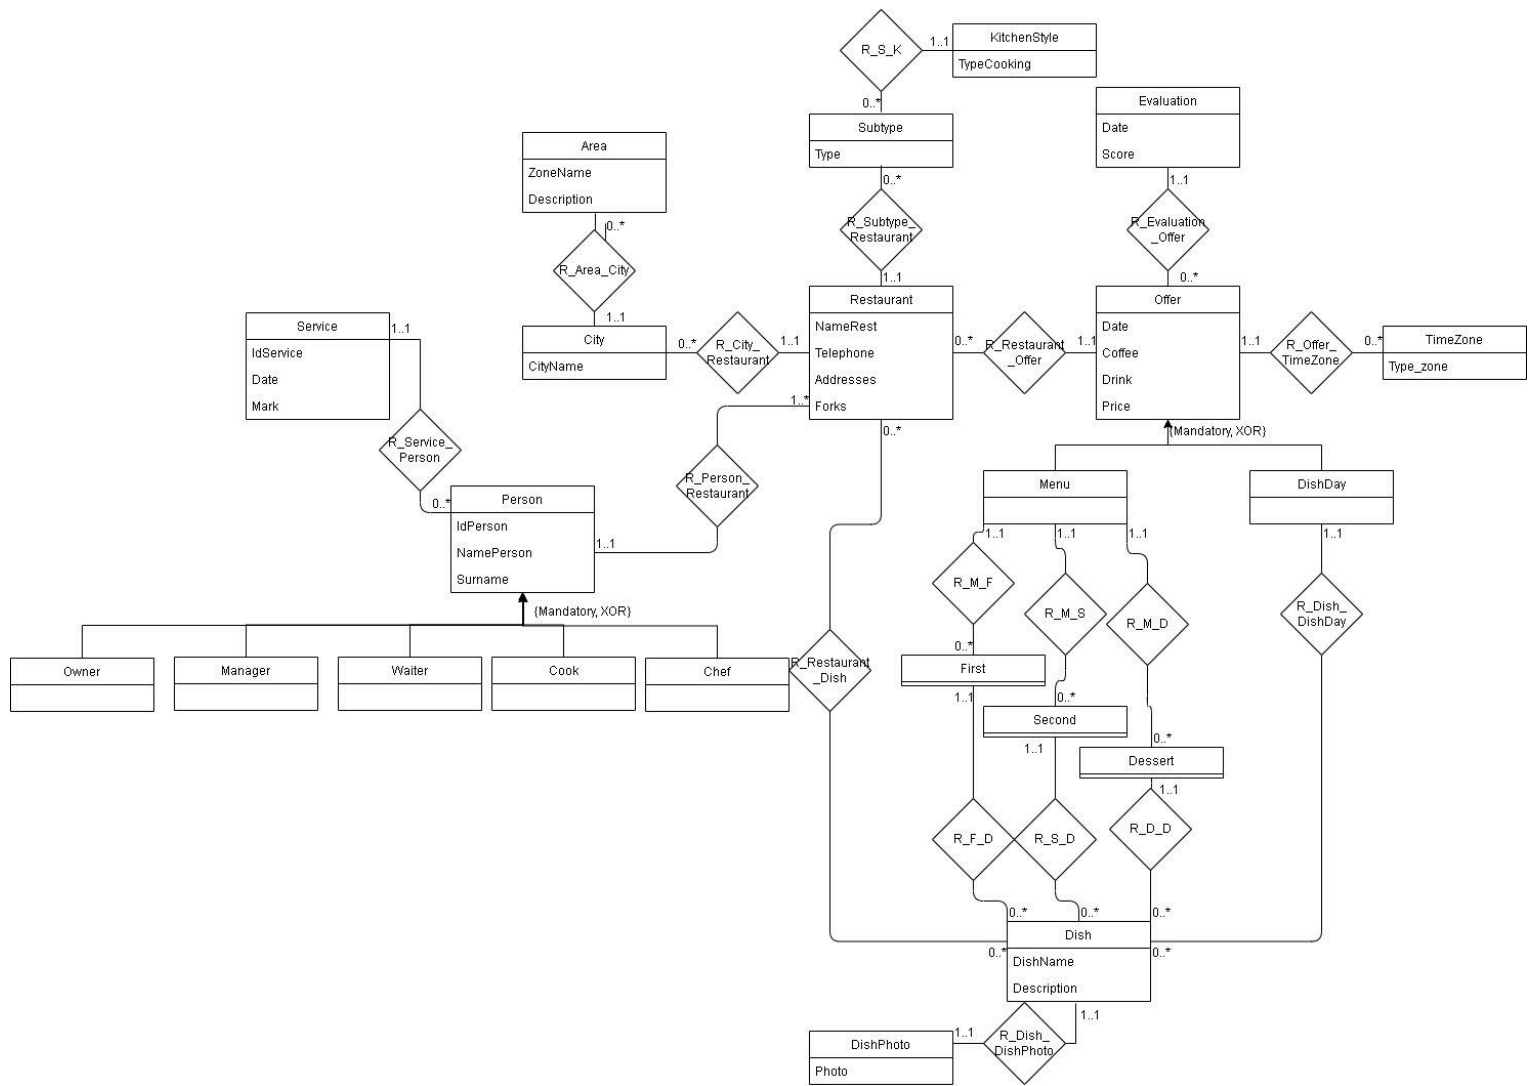 R_S_K
1..1
KitchenStyle
TypeCooking
0..*
Subtype
Type
Evaluation
Date
Score
Area
ZoneName
Description
0..*
1..1
R_Subtype_
Restaurant
R_Evaluation
_Offer
0..*
R_Area_City
1..1
0..*
1..1
Service
IdService
Date
Mark
1..1
City
CityName
0..*
R_City_
Restaurant
1..1
Restaurant
NameRest
Telephone
Addresses
Forks
0..*
R_Restaurant
_Offer
1..1
Offer
Date
Coffee
Drink
Price
1..1
R_Offer_
TimeZone
0..*
TimeZone
Type_zone
1..*
0..*
{Mandatory, XOR}
R_Service_
Person
R_Person_
Restaurant
Menu
DishDay
0..*
Person
IdPerson
NamePerson
Surname
1..1
1..1
1..1
1..1
1..1
R_M_F
R_M_S
R_M_D
R_Dish_
DishDay
{Mandatory, XOR}
Owner
Manager
Waiter
Cook
Chef
R_Restaurant
_Dish
0..*
First
1..1
0..*
Second
1..1
0..*
Dessert
1..1
R_F_D
R_S_D
R_D_D
0..*
0..*
0..*
Dish
DishName
Description
0..*
0..*
1..1
R_Dish_
DishPhoto
1..1
DishPhoto
Photo